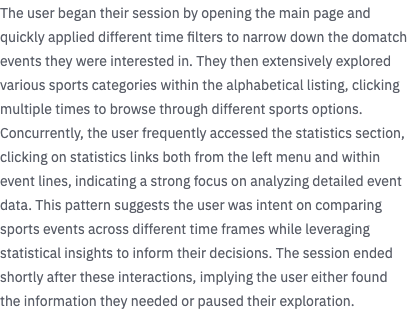 The user began their session by opening the main page and
quickly applied different time filters to narrow down the domatch
events they were interested in. They then extensively explored
various sports categories within the alphabetical listing, clicking
multiple times to browse through different sports options.
Concurrently, the user frequently accessed the statistics section,
clicking on statistics links both from the left menu and within
event lines, indicating a strong focus on analyzing detailed event
data. This pattern suggests the user was intent on comparing
sports events across different time frames while leveraging
statistical insights to inform their decisions. The session ended
shortly after these interactions, implying the user either found
the information they needed or paused their exploration.